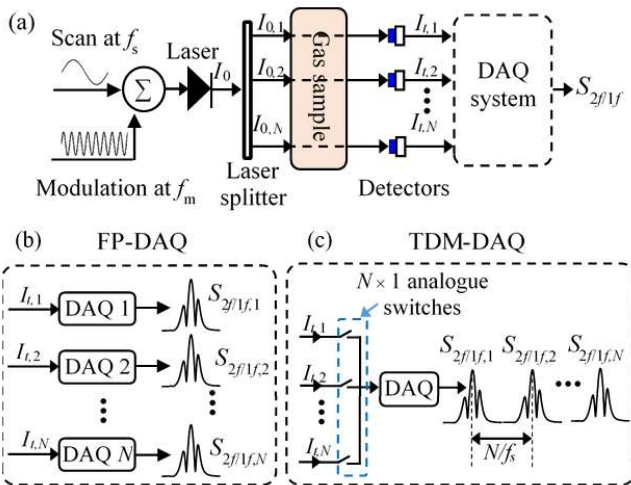 (a)
Scan at fs
Laser
I0
Σ
Modulation at fm
Laser
splitter
I0,1
I0,2
I0,N
Gas sample
Detectors
It,1
It,2
It,N
DAQ
system
S2f/1f
(b)
FP-DAQ
It,1
DAQ 1
S2f/1f,1
It,2
DAQ 2
S2f/1f,2
It,N
DAQ N
S2f/1f,N
(c)
TDM-DAQ
N × 1 analogue
switches
It,1
It,2
It,N
DAQ
S2f/1f,1
S2f/1f,2
S2f/1f,N
N/fs